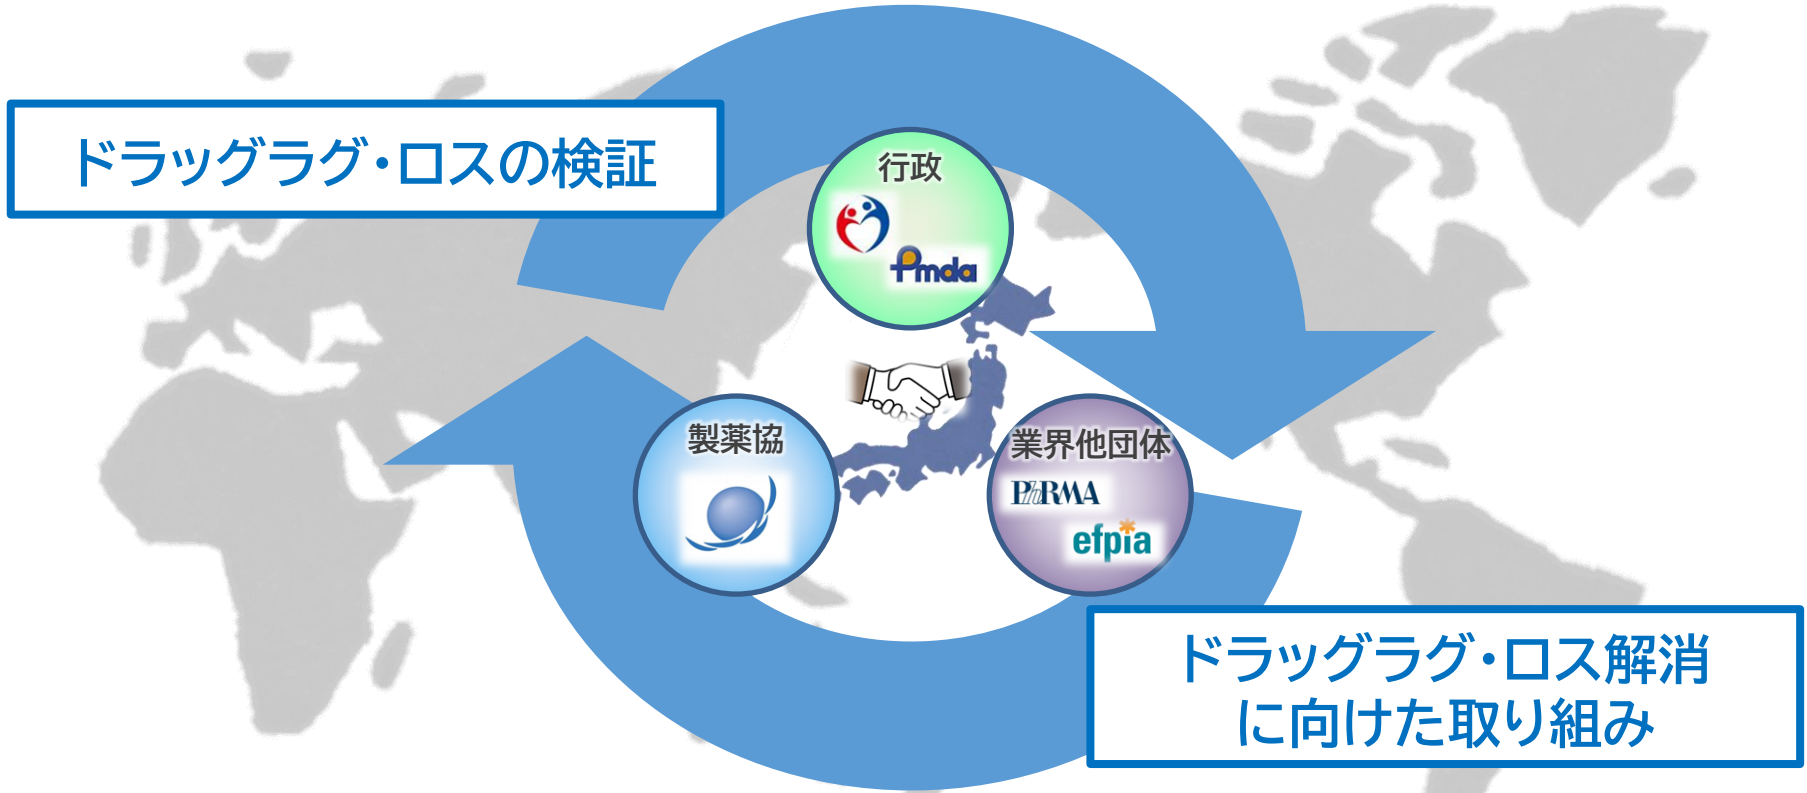 ドラッグラグ・ロスの検証
行政
Pmda
製薬協
業界他団体
PhRMA
efpia
ドラッグラグ・ロス解消
に向けた取り組み